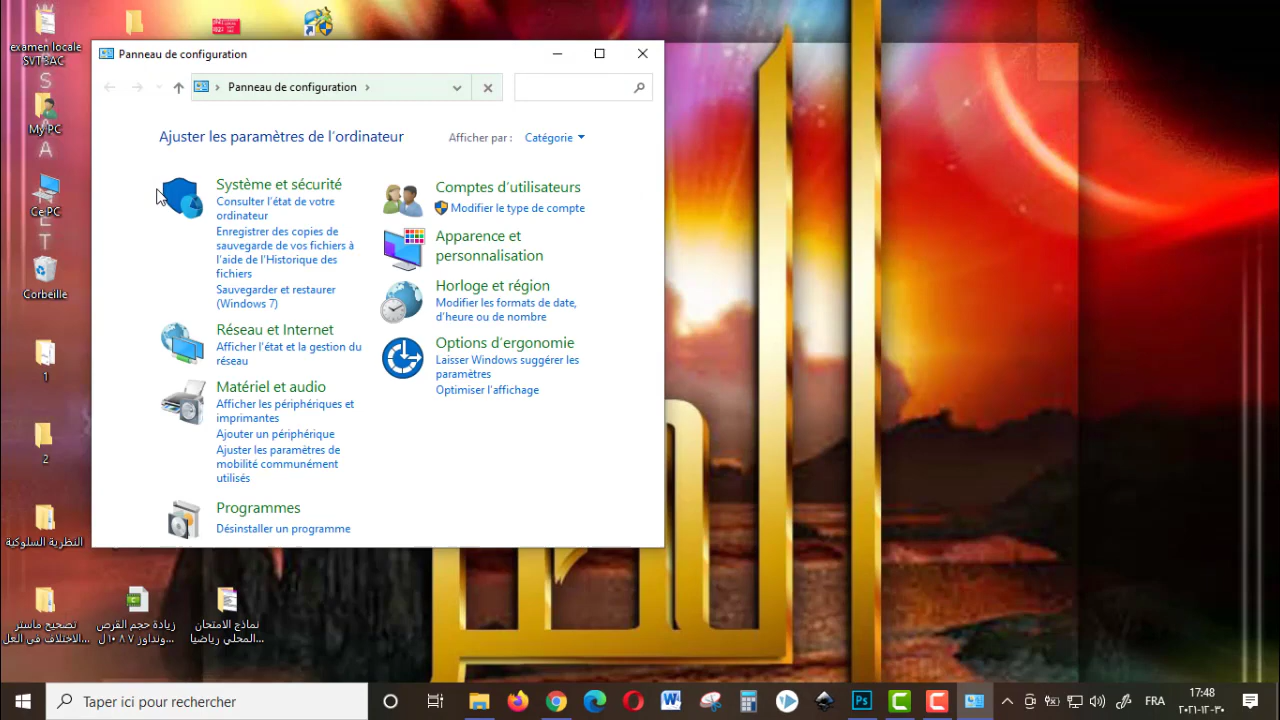 examen locale
SVT BAC
My PC
Ce PC
Corbeille
1
2
النظرية السلوكية
تصحيح ماستر
الاختلاف في العل...
زيادة حجم القرص
ونداوز ٧ ٨ ١٠ ل...
نماذج الامتحان
المحلي رياضيا...
S
A
E
T
Panneau de configuration
Panneau de configuration
Ajuster les paramètres de l'ordinateur
Afficher par :
Catégorie
Système et sécurité
Consulter l'état de votre
ordinateur
Enregistrer des copies de
sauvegarde de vos fichiers à
l'aide de l'Historique des
fichiers
Sauvegarder et restaurer
(Windows 7)
Réseau et Internet
Afficher l'état et la gestion du
réseau
Matériel et audio
Afficher les périphériques et
imprimantes
Ajouter un périphérique
Ajuster les paramètres de
mobilité communément
utilisés
Programmes
Désinstaller un programme
Comptes d'utilisateurs
Modifier le type de compte
Apparence et
personnalisation
Horloge et région
Modifier les formats de date,
d'heure ou de nombre
Options d'ergonomie
Laisser Windows suggérer les
paramètres
Optimiser l'affichage
Taper ici pour rechercher
Ps
FRA
17:48